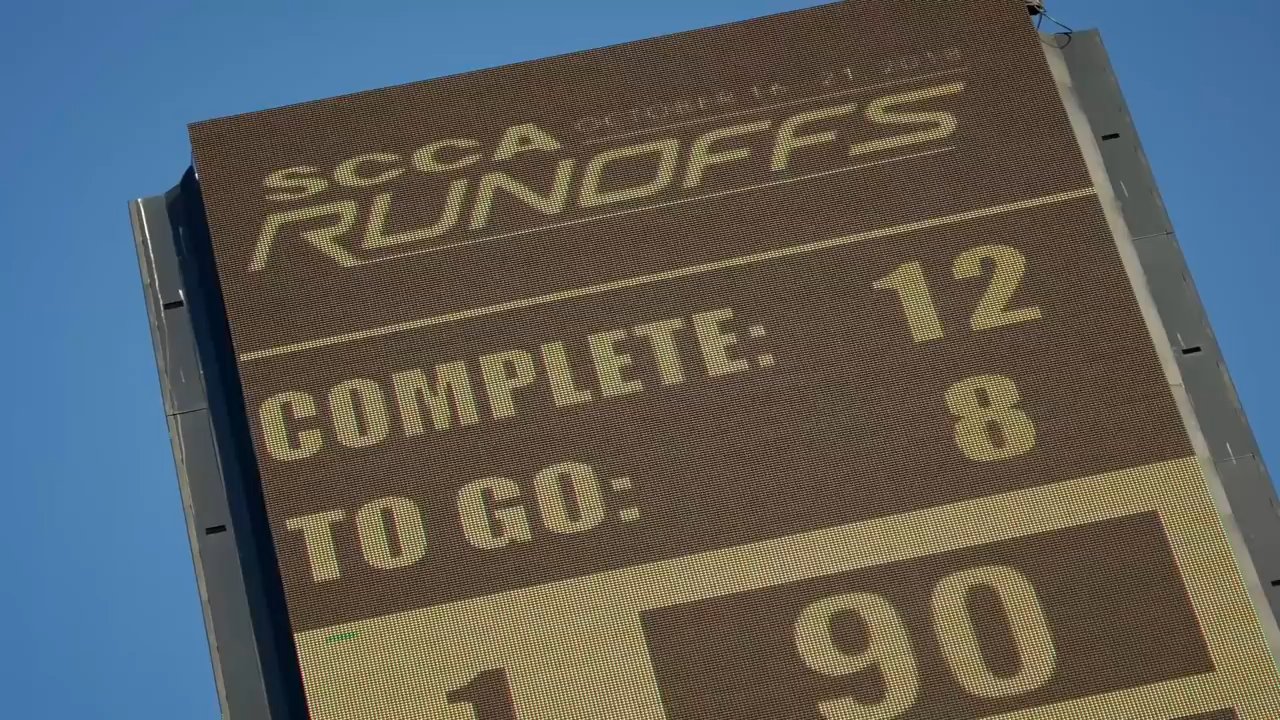 OCTOBER 16 - 21 2018
SCCA
RUNOFFS
COMPLETE: 12
TO GO: 8
1 90